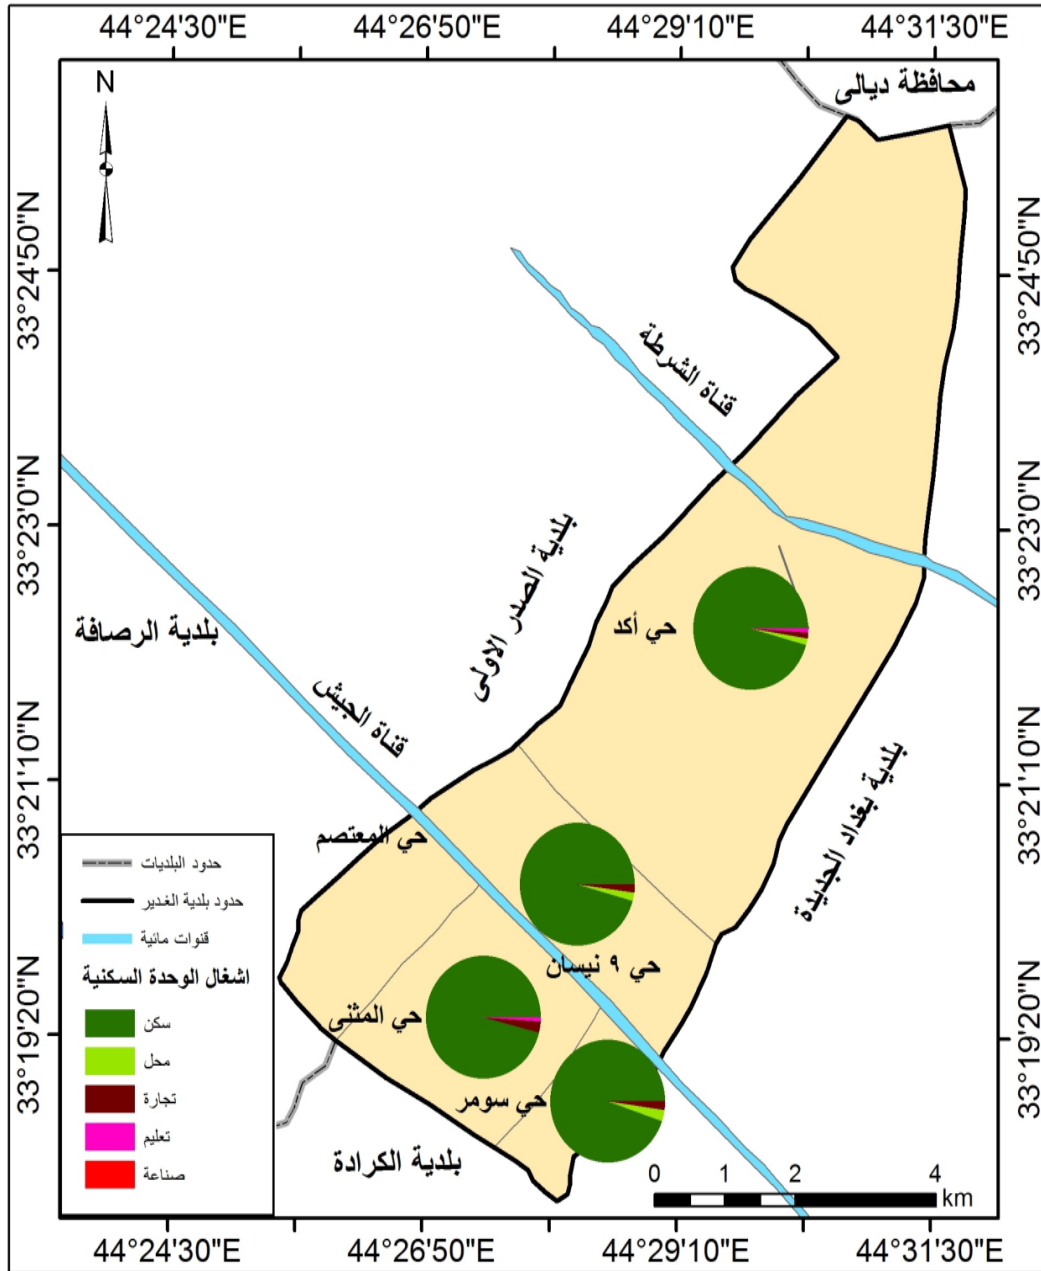 44°24'30"E 44°26'50"E 44°29'10"E 44°31'30"E
محافظة ديالى
N
33°24'50"N
33°24'50"N
قناة الشرطة
33°23'0"N
33°23'0"N
بلدية الصدر الاولى
حي أكد
بلدية الرصافة
قناة الجيش
33°21'10"N
33°21'10"N
بلدية بغداد الجديدة
حي المعتصم
حي ٩ نيسان
حي المثنى
33°19'20"N
33°19'20"N
حي سومر
بلدية الكرادة
حدود البلديات
حدود بلدية الغدير
قنوات مائية
اشغال الوحدة السكنية
سكن
محل
تجارة
تعليم
صناعة
0 1 2 4
km
44°24'30"E 44°26'50"E 44°29'10"E 44°31'30"E